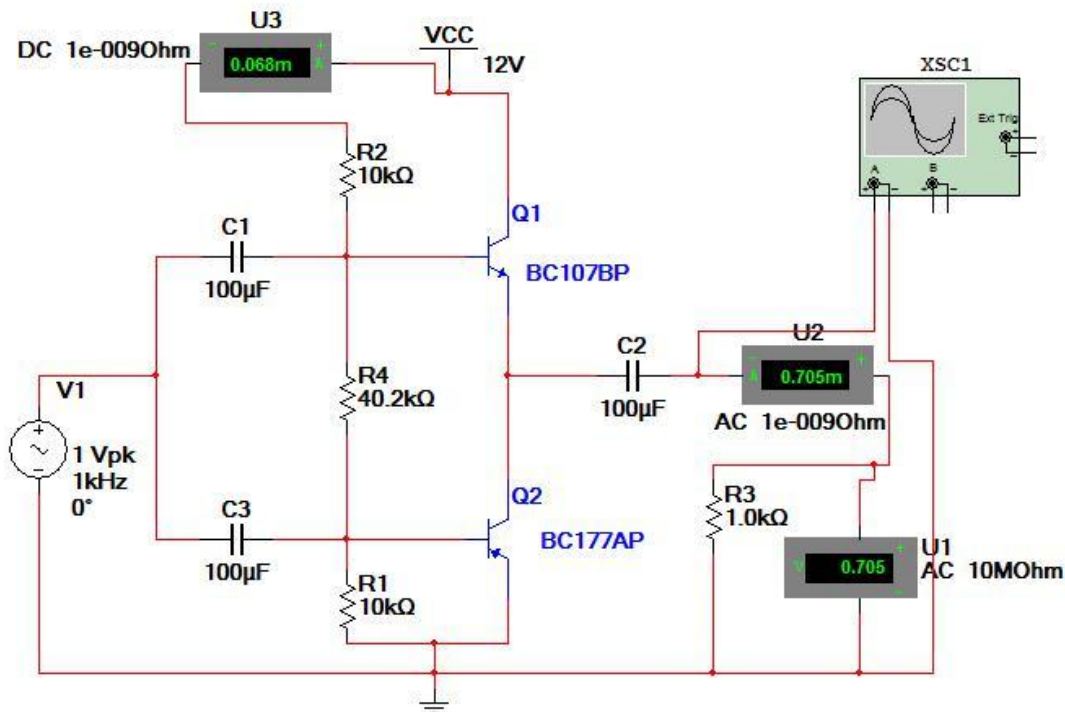 U3
DC 1e-009Ohm
- +
0.068m
A
VCC
12V
XSC1
Ext Trig
+
-
A B
+ - + -
R2
10kΩ
Q1
C1
100µF
BC107BP
U2
- +
A 0.705m
AC 1e-009Ohm
C2
100µF
R4
40.2kΩ
V1
+
-
1 Vpk
1kHz
0°
Q2
C3
100µF
BC177AP
R3
1.0kΩ
U1
AC 10MOhm
+
V 0.705
-
R1
10kΩ